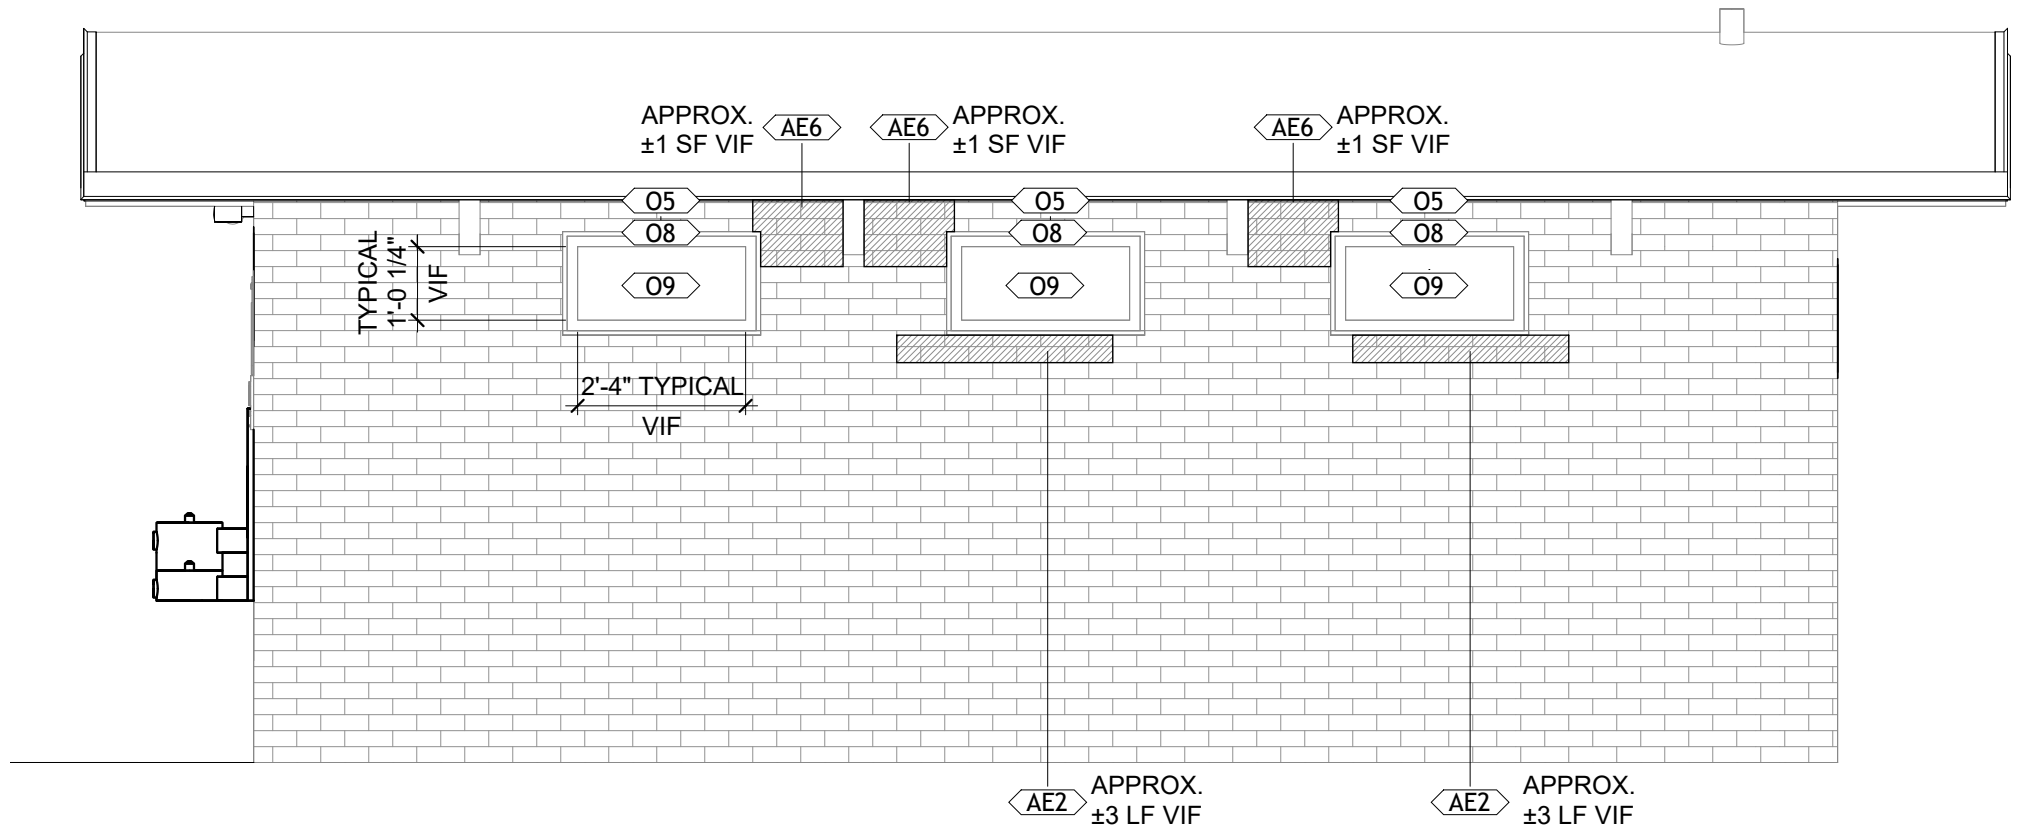 APPROX.
±1 SF VIF
AE6
AE6
APPROX.
±1 SF VIF
AE6
APPROX.
±1 SF VIF
O5
O5
O5
O8
O8
O8
O9
O9
O9
TYPICAL
1'-0 1/4"
VIF
2'-4" TYPICAL
VIF
AE2
APPROX.
±3 LF VIF
AE2
APPROX.
±3 LF VIF